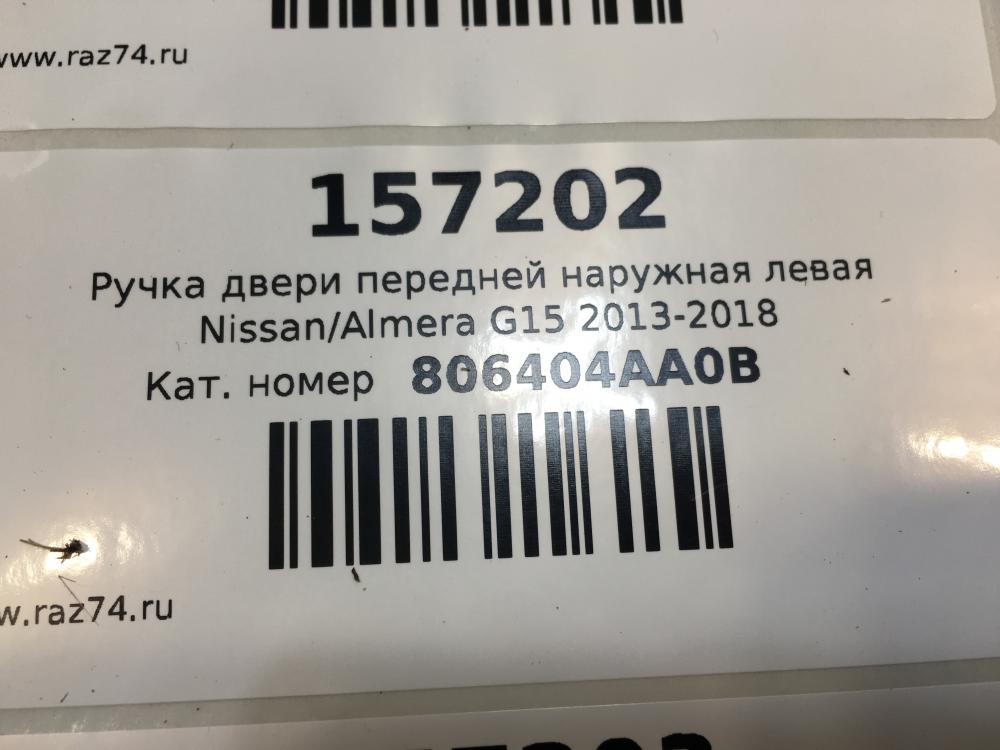 www.raz74.ru
157202
Ручка двери передней наружная левая
Nissan/Almera G15 2013-2018
Кат. номер 806404AA0B
w.raz74.ru